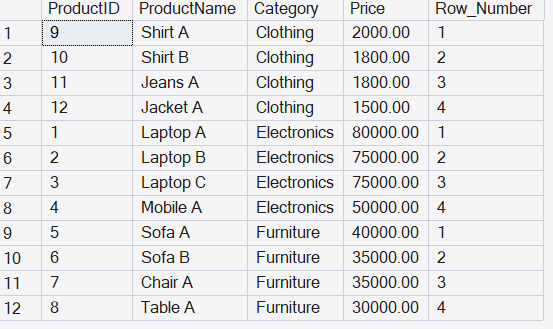 ProductID ProductName Category Price Row_Number
1 9 Shirt A Clothing 2000.00 1
2 10 Shirt B Clothing 1800.00 2
3 11 Jeans A Clothing 1800.00 3
4 12 Jacket A Clothing 1500.00 4
5 1 Laptop A Electronics 80000.00 1
6 2 Laptop B Electronics 75000.00 2
7 3 Laptop C Electronics 75000.00 3
8 4 Mobile A Electronics 50000.00 4
9 5 Sofa A Furniture 40000.00 1
10 6 Sofa B Furniture 35000.00 2
11 7 Chair A Furniture 35000.00 3
12 8 Table A Furniture 30000.00 4